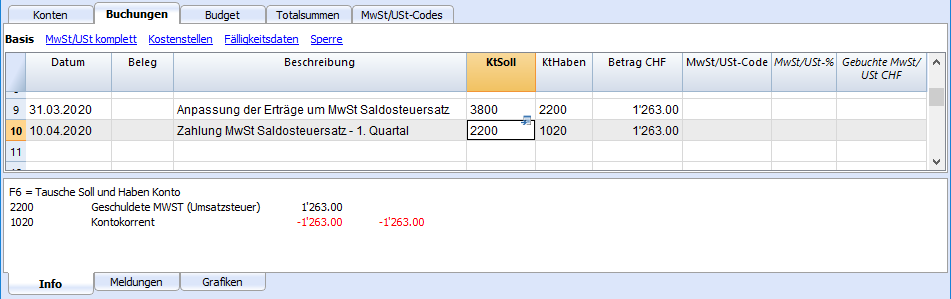 Konten Buchungen Budget Totalsummen MwSt/USt-Codes
Basis MwSt/USt komplett Kostenstellen Fälligkeitsdaten Sperre
Datum Beleg Beschreibung KtSoll KtHaben Betrag CHF MwSt/USt-Code MwSt/USt-% Gebuchte MwSt/
USt CHF
9 31.03.2020 Anpassung der Erträge um MwSt Saldosteuersatz 3800 2200 1'263.00
10 10.04.2020 Zahlung MwSt Saldosteuersatz - 1. Quartal 2200 1020 1'263.00
11
F6 = Tausche Soll und Haben Konto
2200 Geschuldete MWST (Umsatzsteuer) 1'263.00
1020 Kontokorrent -1'263.00 -1'263.00
Info Meldungen Grafiken